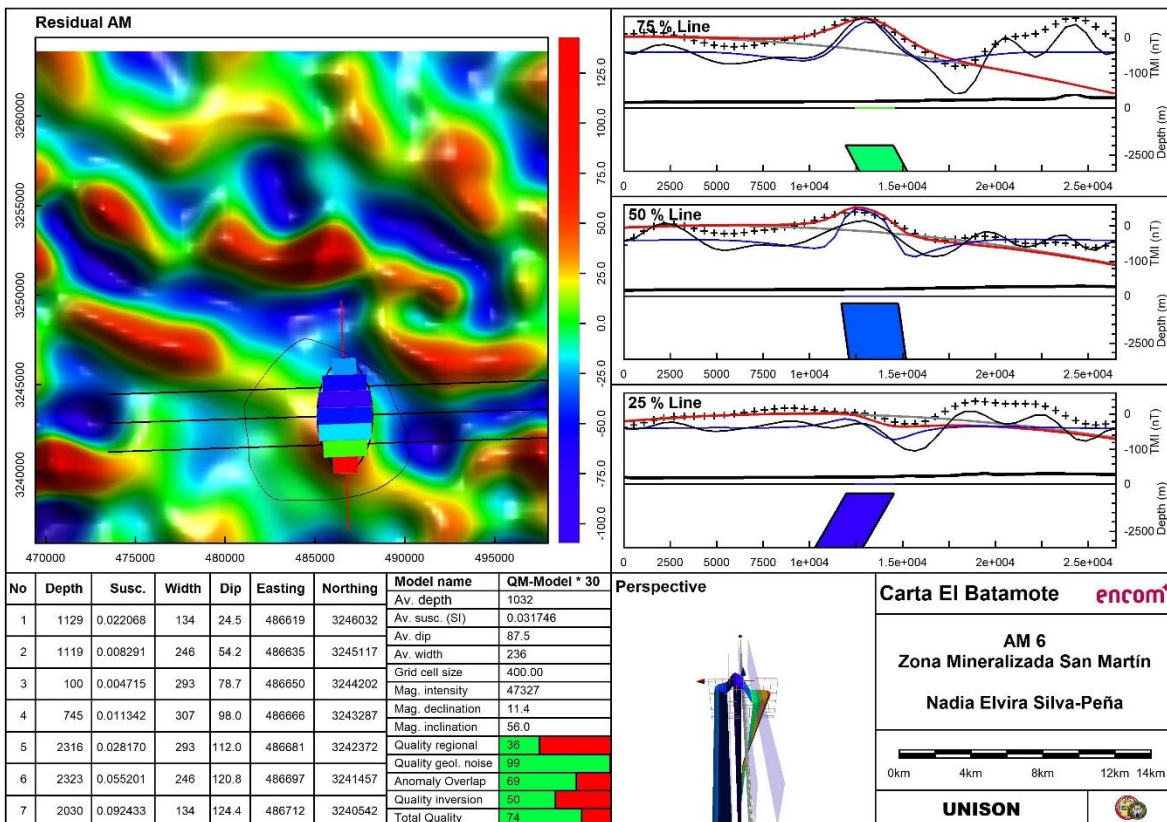 Residual AM
3260000
3255000
3250000
3245000
3240000
470000 475000 480000 485000 490000 495000
125.0
100.0
75.0
50.0
25.0
0.0
-25.0
-50.0
-75.0
-100.0
75 % Line
0
-100
TMI (nT)
0
-2500
Depth (m)
0 2500 5000 7500 1e+004 1.5e+004 2e+004 2.5e+004
50 % Line
0
-100
TMI (nT)
0
-2500
Depth (m)
0 2500 5000 7500 1e+004 1.5e+004 2e+004 2.5e+004
25 % Line
0
-100
TMI (nT)
0
-2500
Depth (m)
0 2500 5000 7500 1e+004 1.5e+004 2e+004 2.5e+004
No Depth Susc. Width Dip Easting Northing
1 1129 0.022068 134 24.5 486619 3246032
2 1119 0.008291 246 54.2 486635 3245117
3 100 0.004715 293 78.7 486650 3244202
4 745 0.011342 307 98.0 486666 3243287
5 2316 0.028170 293 112.0 486681 3242372
6 2323 0.055201 246 120.8 486697 3241457
7 2030 0.092433 134 124.4 486712 3240542
Model name QM-Model * 30
Av. depth 1032
Av. susc. (SI) 0.031746
Av. dip 87.5
Av. width 236
Grid cell size 400.00
Mag. intensity 47327
Mag. declination 11.4
Mag. inclination 56.0
Quality regional 36
Quality geol. noise 99
Anomaly Overlap 69
Quality inversion 50
Total Quality 74
Perspective
Carta El Batamote encom
AM 6
Zona Mineralizada San Martín
Nadia Elvira Silva-Peña
0km 4km 8km 12km 14km
UNISON